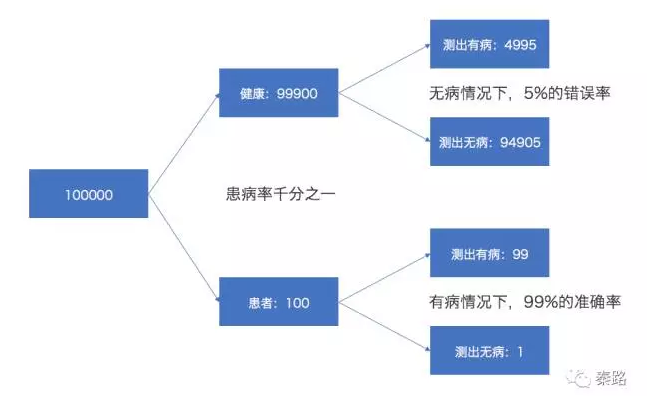 测出有病：4995
健康：99900
无病情况下，5%的错误率
测出无病：94905
100000
患病率千分之一
测出有病：99
患者：100
有病情况下，99%的准确率
测出无病：1
秦路